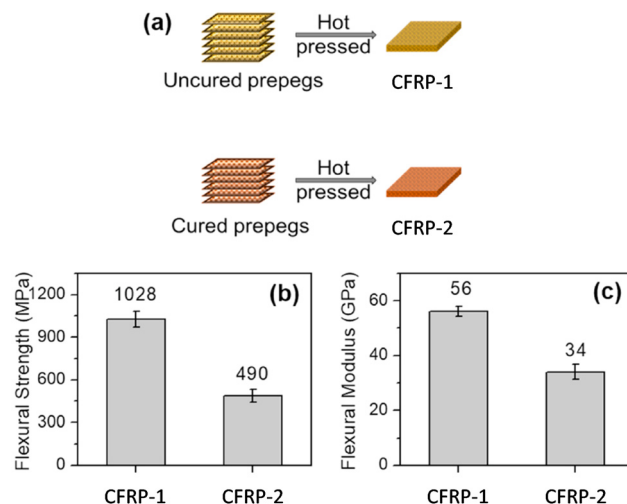 (a)
Hot
pressed
Uncured prepegs
CFRP-1
Hot
pressed
Cured prepegs
CFRP-2
(b)
Flexural Strength (MPa)
1200
900
600
300
0
1028
490
CFRP-1 CFRP-2
(c)
Flexural Modulus (GPa)
60
40
20
0
56
34
CFRP-1 CFRP-2